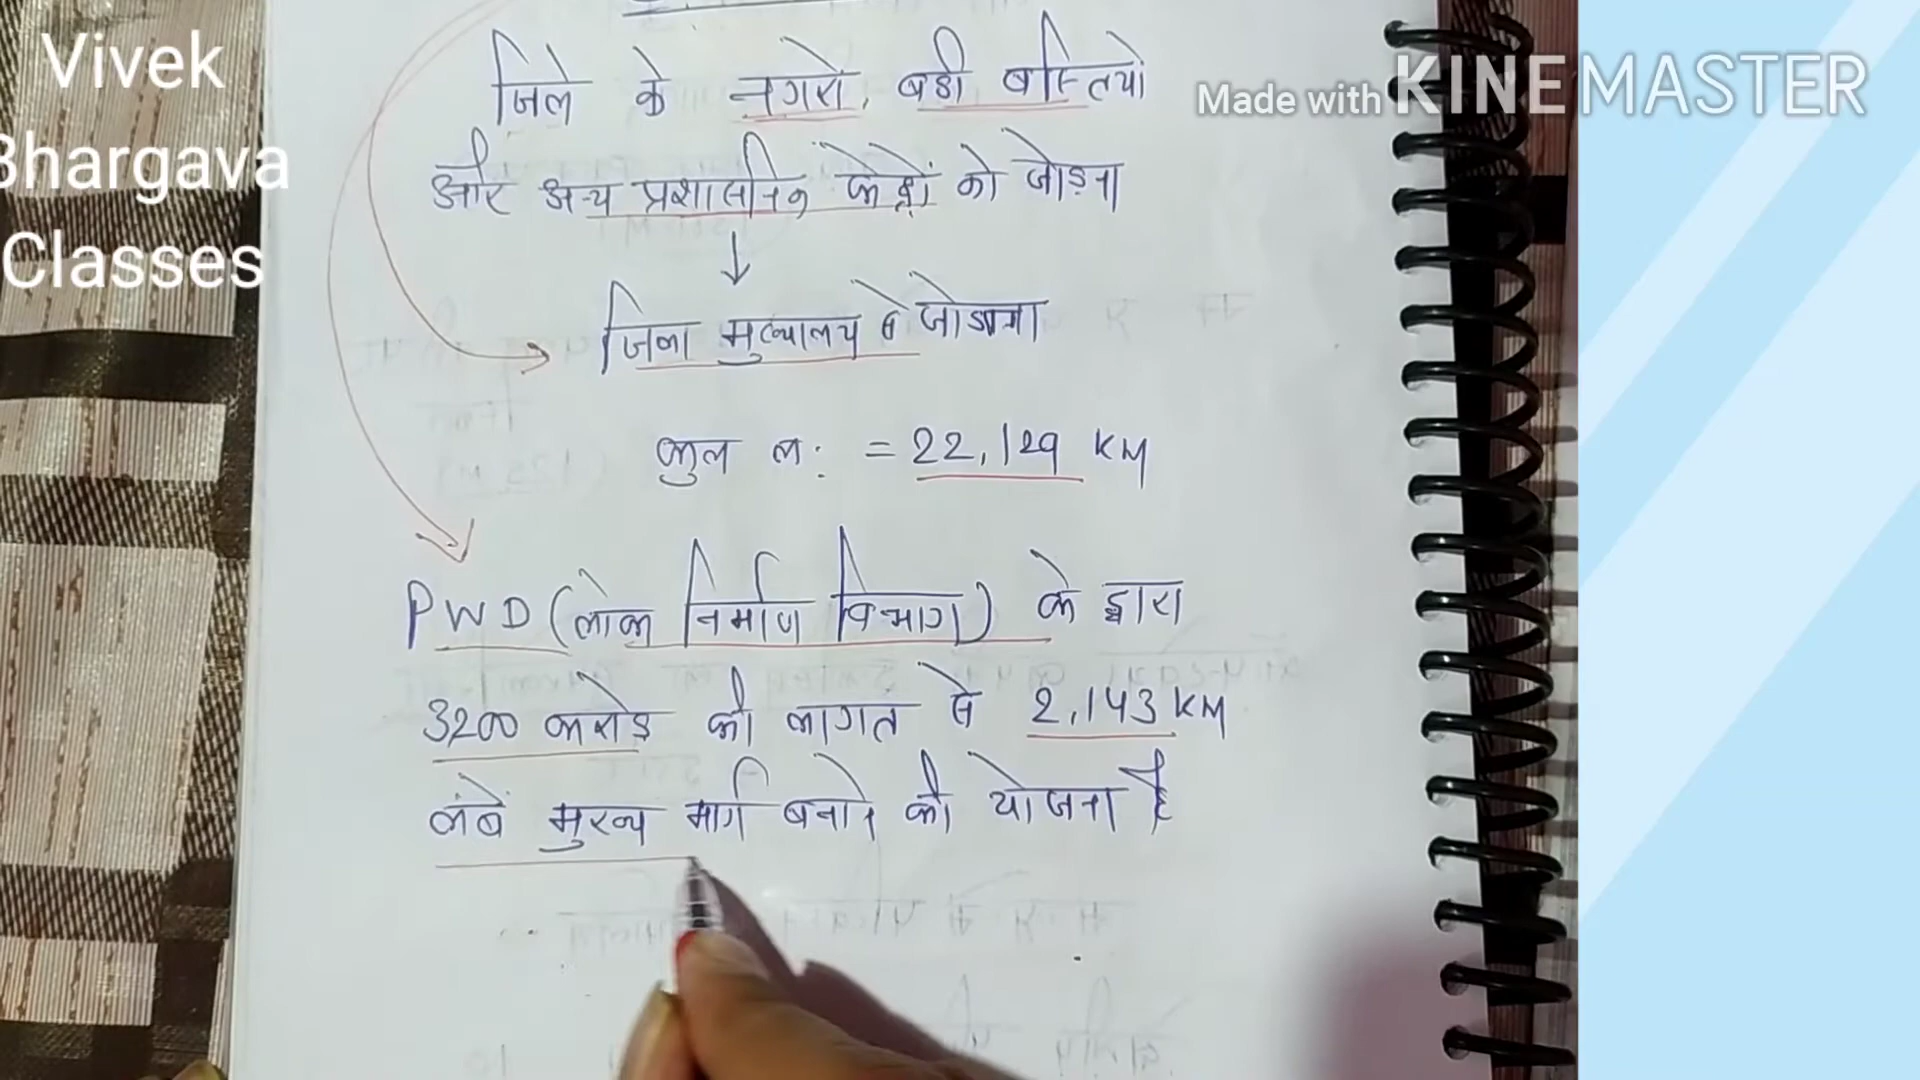 Vivek
Bhargava
Classes
Made with KINEMASTER
जिले के नगरों, बडी बस्तियों
और अन्य प्रशासनिक केन्द्रों को जोड़ना
↓
जिला मुख्यालय से जोडना
कुल ल. = 22,129 KM
PWD (लोक निर्माण विभाग) के द्वारा
3200 करोड की लागत से 2,143 KM
लंबे मुख्य मार्ग बनाने की योजना है